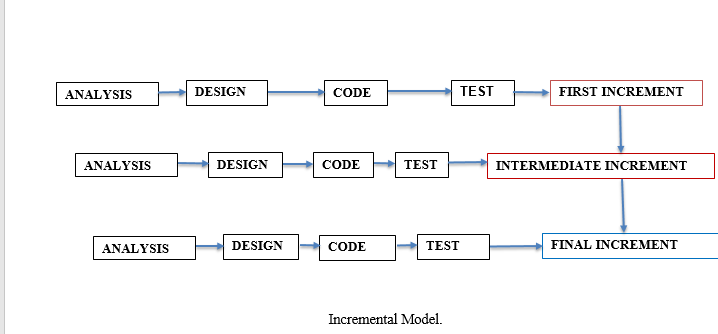 ANALYSIS DESIGN CODE TEST FIRST INCREMENT
ANALYSIS DESIGN CODE TEST INTERMEDIATE INCREMENT
ANALYSIS DESIGN CODE TEST FINAL INCREMENT
Incremental Model.